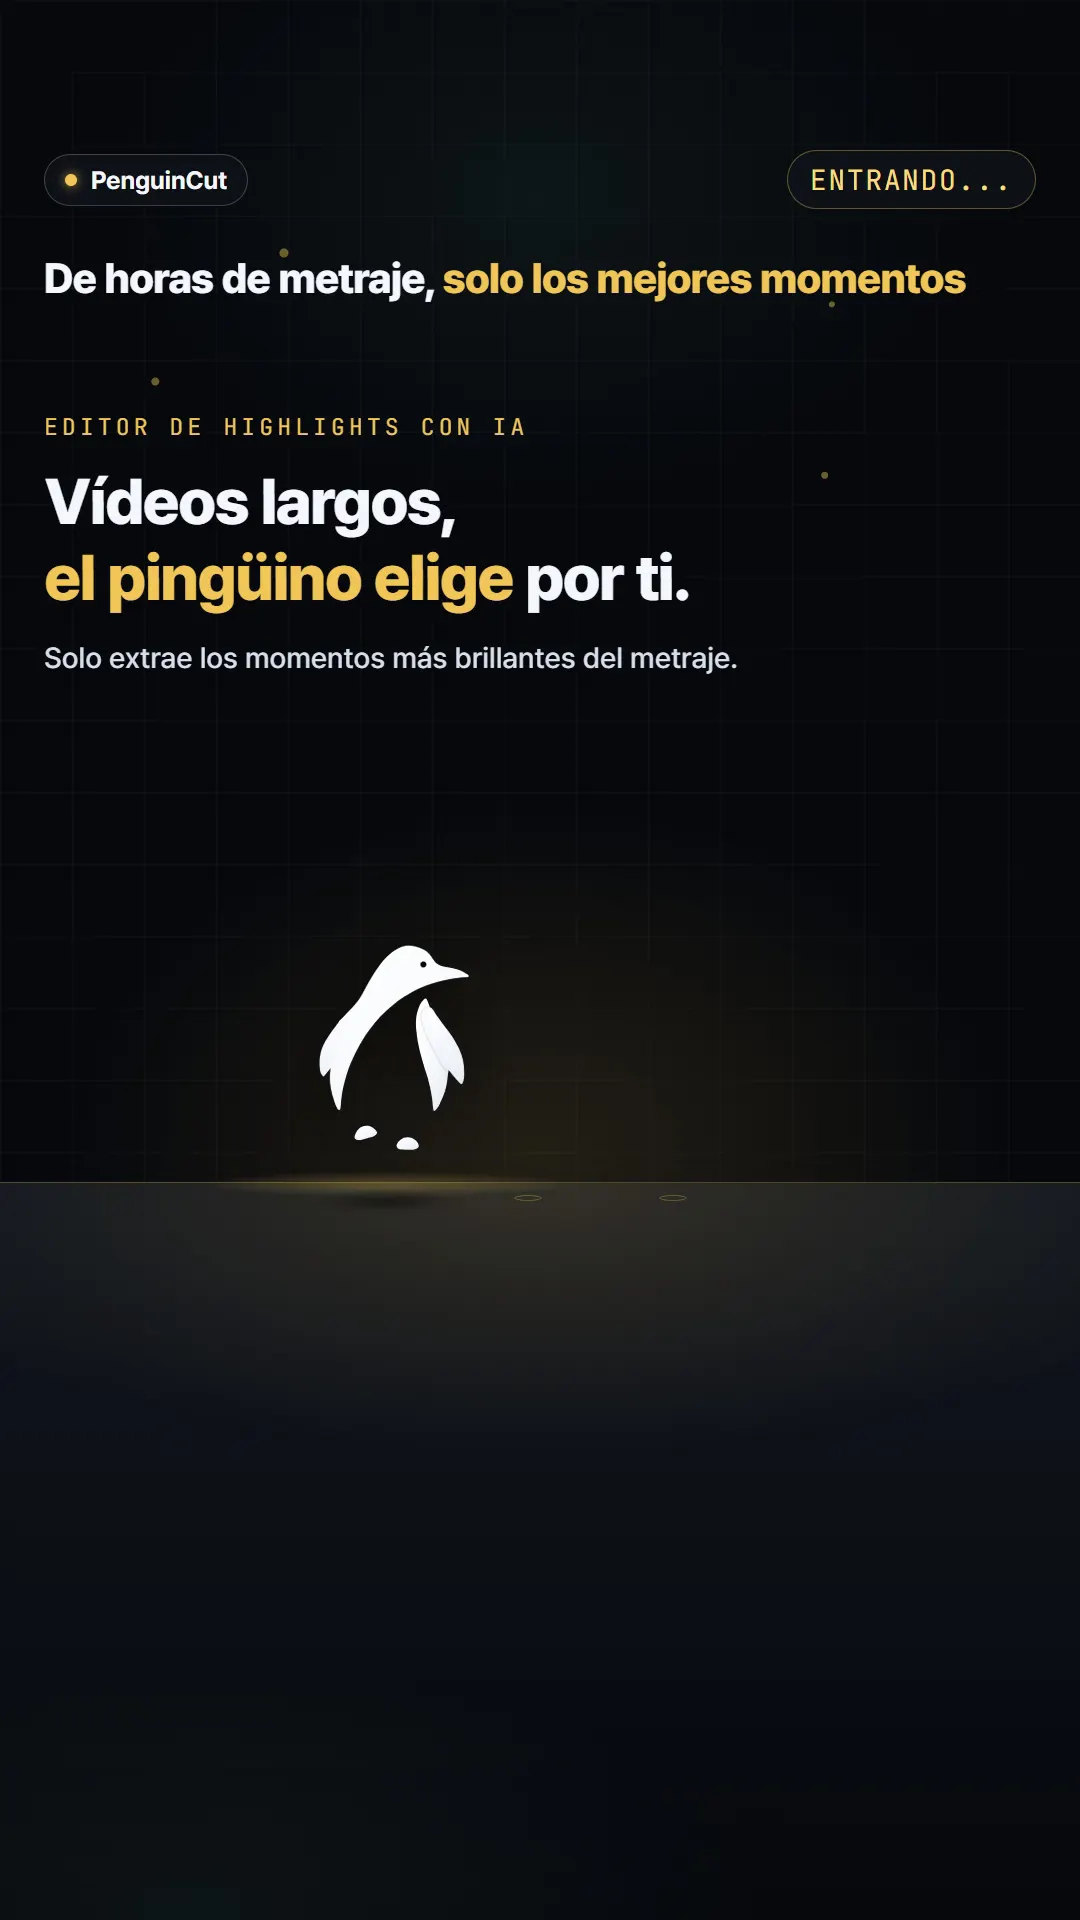 PenguinCut
ENTRANDO...
De horas de metraje, solo los mejores momentos
EDITOR DE HIGHLIGHTS CON IA
Vídeos largos,
el pingüino elige por ti.
Solo extrae los momentos más brillantes del metraje.